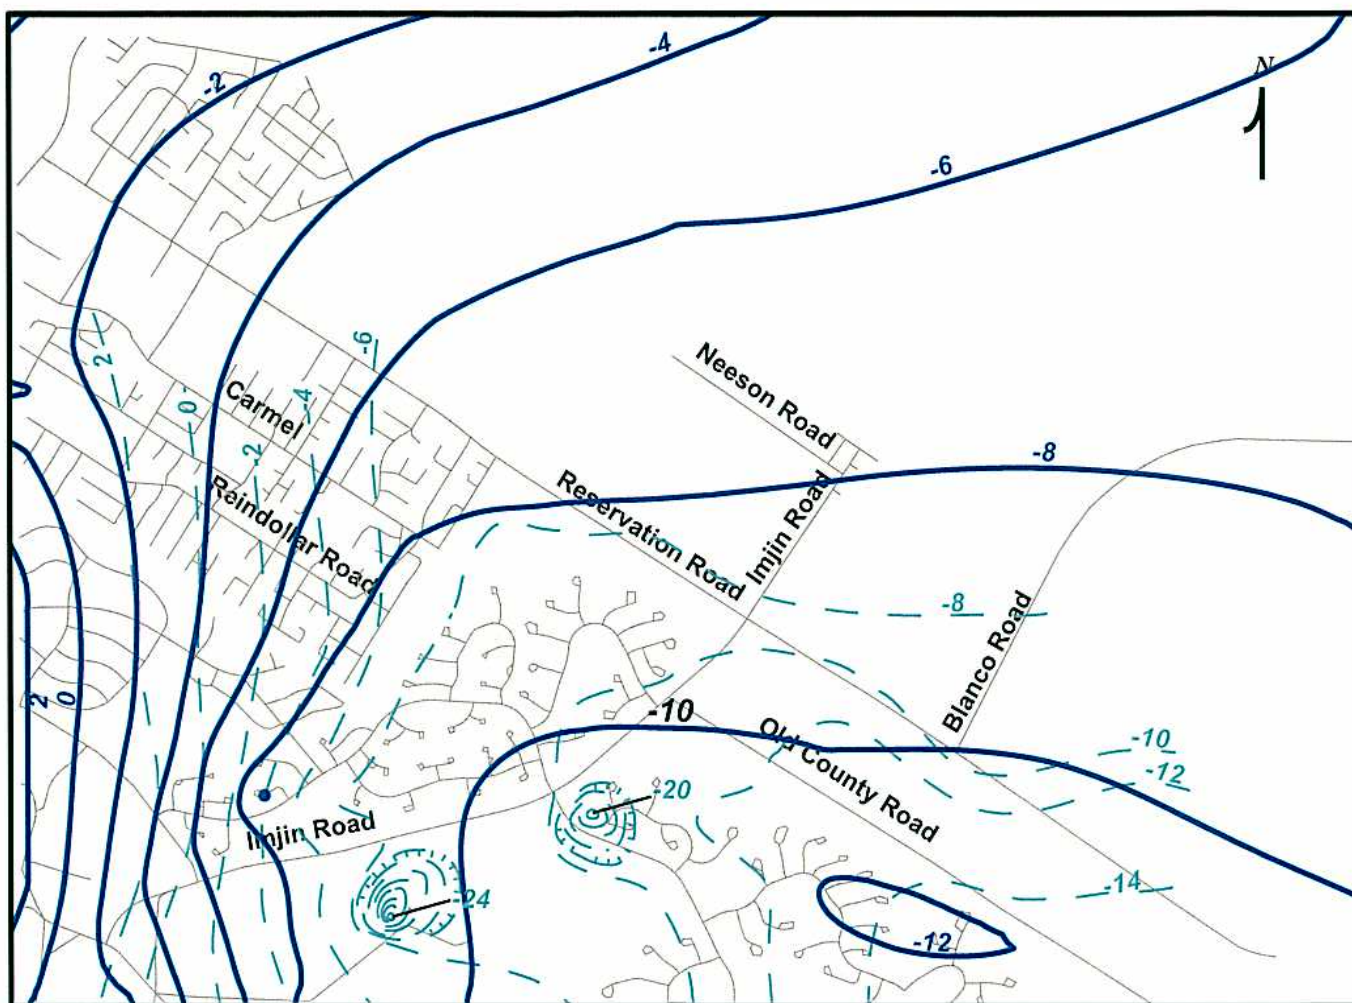 -2
-4
N
-6
2
0
-2
-4
-6
Carmel
Neeson Road
-8
Reindollar Road
Reservation Road
Imjin Road
-8
Blanco Road
2
0
-10
Old County Road
-10
-12
-20
Imjin Road
-24
-14
-12